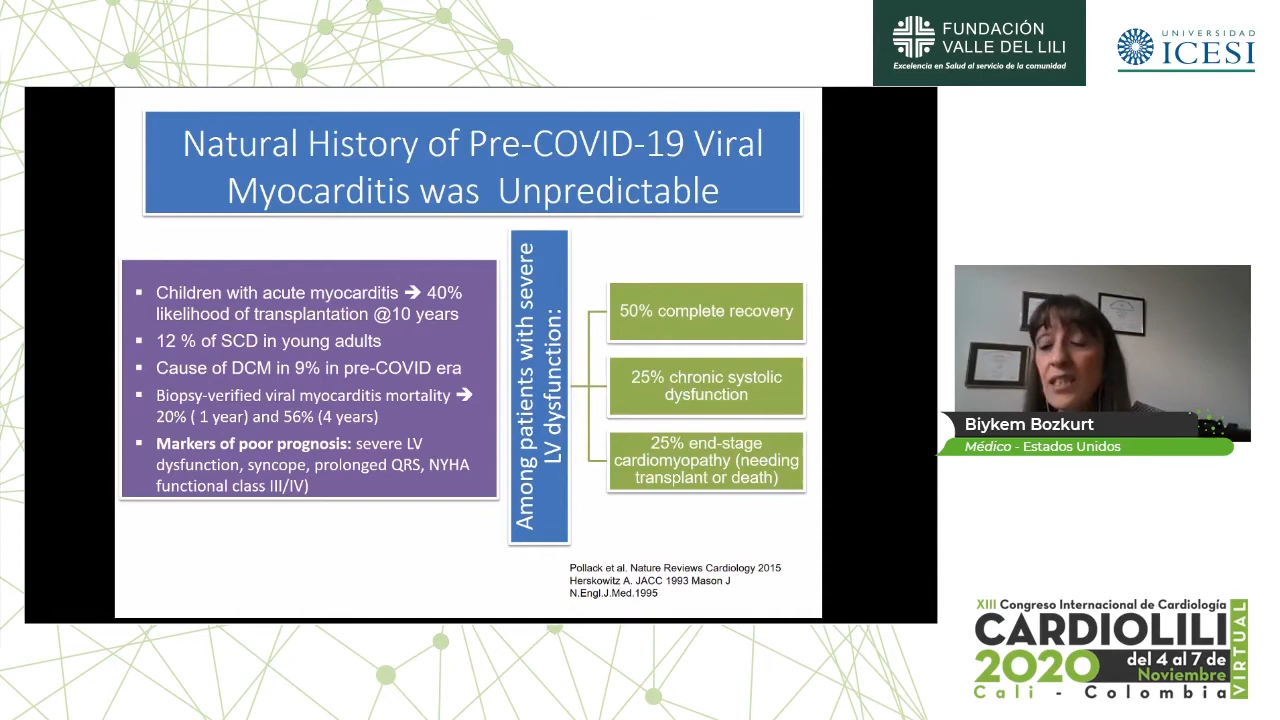 FUNDACIÓN
VALLE DEL LILI
Excelencia en Salud al servicio de la comunidad
UNIVERSIDAD
ICESI
Natural History of Pre-COVID-19 Viral
Myocarditis was  Unpredictable
▪ Children with acute myocarditis ➔ 40%
likelihood of transplantation @10 years
▪ 12 % of SCD in young adults
▪ Cause of DCM in 9% in pre-COVID era
▪ Biopsy-verified viral myocarditis mortality ➔
20% ( 1 year) and 56% (4 years)
▪ Markers of poor prognosis: severe LV
dysfunction, syncope, prolonged QRS, NYHA
functional class III/IV)
Among patients with severe
LV dysfunction:
50% complete recovery
25% chronic systolic
dysfunction
25% end-stage
cardiomyopathy (needing
transplant or death)
Pollack et al. Nature Reviews Cardiology 2015
Herskowitz A. JACC 1993 Mason J
N.Engl.J.Med.1995
Biykem Bozkurt
Médico - Estados Unidos
XIII Congreso Internacional de Cardiología
CARDIOLILI
2020 del 4 al 7 de
Noviembre
Cali - Colombia
VIRTUAL